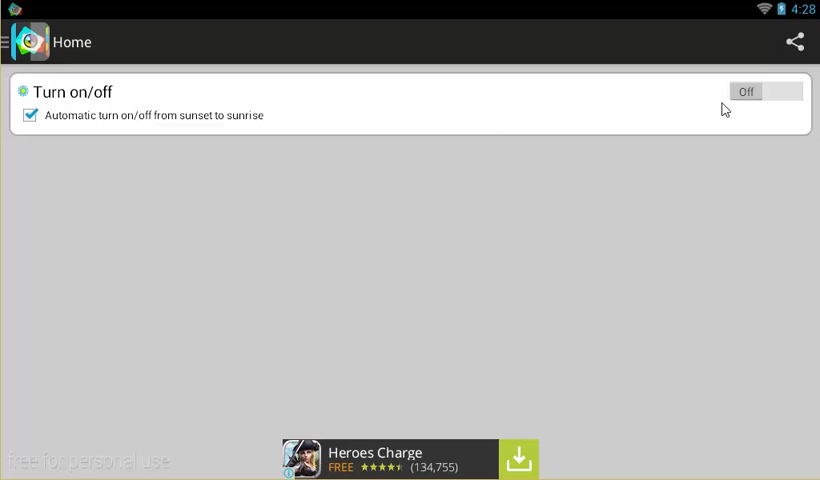 4:28
Home
Turn on/off
Off
Automatic turn on/off from sunset to sunrise
Heroes Charge
FREE (134,755)
free for personal use